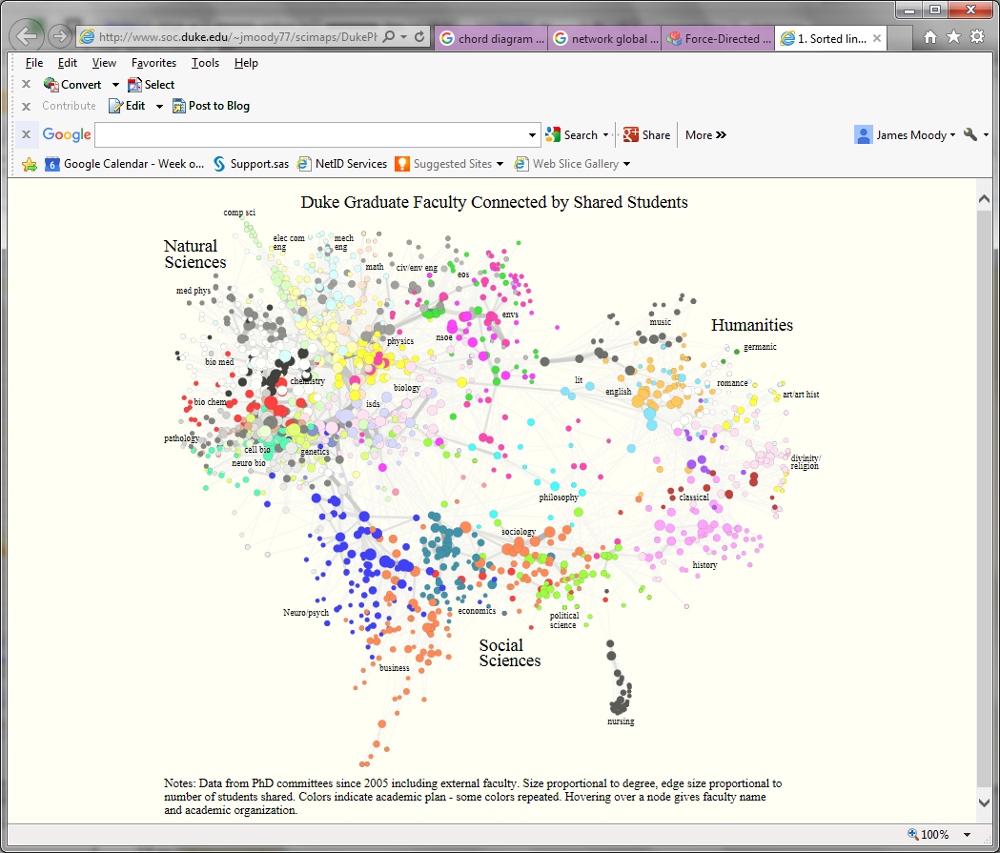 http://www.soc.duke.edu/~jmoody77/scimaps/DukePh
chord diagram ...
network global ...
Force-Directed ...
1. Sorted lin...
File Edit View Favorites Tools Help
x Convert Select
x Contribute Edit Post to Blog
x Google Search Share More » James Moody
6 Google Calendar - Week o... Support.sas NetID Services Suggested Sites Web Slice Gallery
Duke Graduate Faculty Connected by Shared Students
comp sci
Natural
Sciences
elec com
eng
mech
eng
math
civ/env eng
eos
med phys
envs
music
Humanities
physics
nsoe
germanic
bio med
chemistry
biology
lit
english
romance
art/art hist
bio chem
isds
pathology
cell bio
genetics
neuro bio
divinity/
religion
philosophy
classical
sociology
history
Neuro/psych
economics
political
science
Social
Sciences
business
nursing
Notes: Data from PhD committees since 2005 including external faculty. Size proportional to degree, edge size proportional to
number of students shared. Colors indicate academic plan - some colors repeated. Hovering over a node gives faculty name
and academic organization.
100%